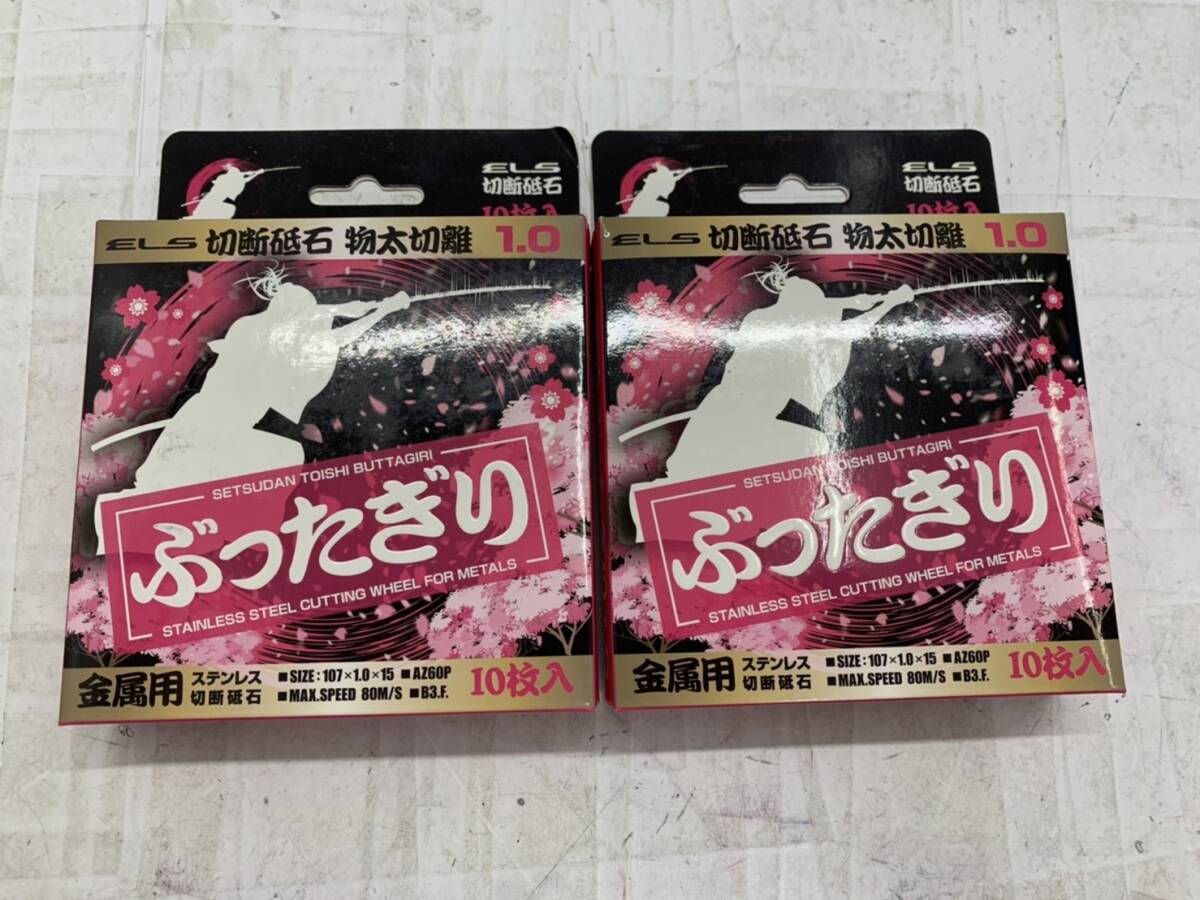 ELS
切断砥石
10枚入
ELS 切断砥石 物太切離 1.0
SETSUDAN TOISHI BUTTAGIRI
ぶったぎり
STAINLESS STEEL CUTTING WHEEL FOR METALS
金属用 ステンレス切断砥石
■SIZE:107×1.0×15 ■AZ60P
■MAX.SPEED 80M/S ■B3.F.
10枚入
ELS
切断砥石
10枚入
ELS 切断砥石 物太切離 1.0
SETSUDAN TOISHI BUTTAGIRI
ぶったぎり
STAINLESS STEEL CUTTING WHEEL FOR METALS
金属用 ステンレス切断砥石
■SIZE:107×1.0×15 ■AZ60P
■MAX.SPEED 80M/S ■B3.F.
10枚入